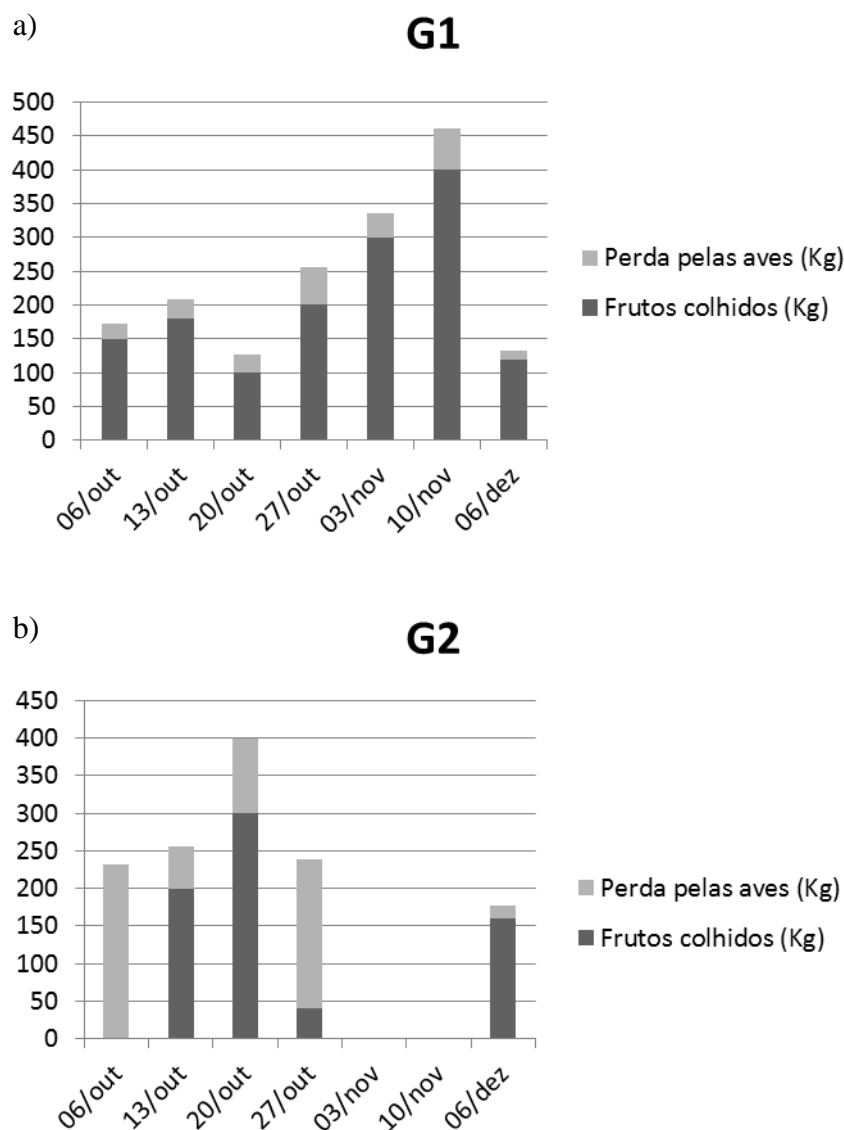 a)
G1
500
450
400
350
300
250
200
150
100
50
0
Perda pelas aves (Kg)
Frutos colhidos (Kg)
06/out 13/out 20/out 27/out 03/nov 10/nov 06/dez
b)
G2
450
400
350
300
250
200
150
100
50
0
Perda pelas aves (Kg)
Frutos colhidos (Kg)
06/out 13/out 20/out 27/out 03/nov 10/nov 06/dez